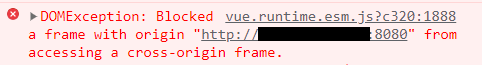 ▶DOMException: Blocked vue.runtime.esm.js?c320:1888
a frame with origin "http://:8080" from
accessing a cross-origin frame.